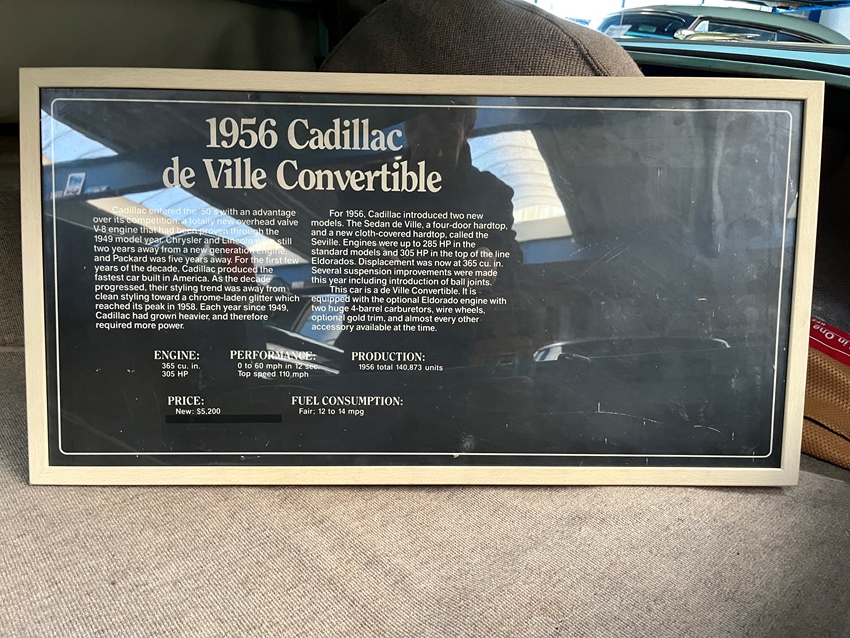 1956 Cadillac
de Ville Convertible
Cadillac entered the 50's with an advantage
over its competition; a totally new overhead valve
V-8 engine that had been proven through the
1949 model year. Chrysler and Lincoln were still
two years away from a new generation engine,
and Packard was five years away. For the first few
years of the decade, Cadillac produced the
fastest car built in America. As the decade
progressed, their styling trend was away from
clean styling toward a chrome-laden glitter which
reached its peak in 1958. Each year since 1949,
Cadillac had grown heavier, and therefore
required more power.
For 1956, Cadillac introduced two new
models. The Sedan de Ville, a four-door hardtop,
and a new cloth-covered hardtop, called the
Seville. Engines were up to 285 HP in the
standard models and 305 HP in the top of the line
Eldorados. Displacement was now at 365 cu. in.
Several suspension improvements were made
this year including introduction of ball joints.
This car is a de Ville Convertible. It is
equipped with the optional Eldorado engine with
two huge 4-barrel carburetors, wire wheels,
optional gold trim, and almost every other
accessory available at the time.
ENGINE:
365 cu. in.
305 HP
PERFORMANCE:
0 to 60 mph in 12 sec.
Top speed 110 mph
PRODUCTION:
1956 total 140,873 units
PRICE:
New: $5,200
FUEL CONSUMPTION:
Fair; 12 to 14 mpg
in One